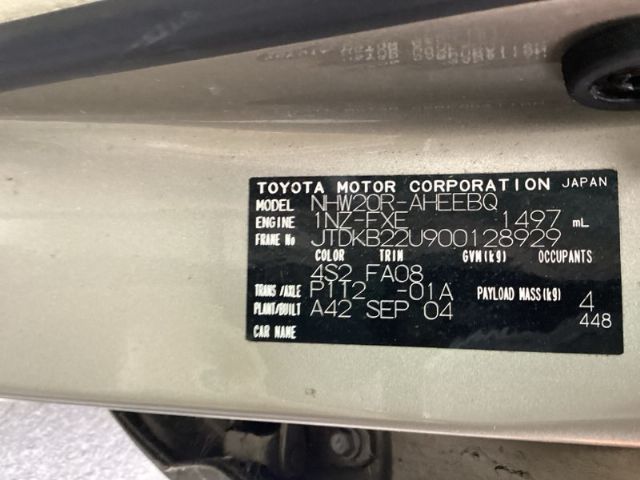 TOYOTA MOTOR CORPORATION JAPAN
MODEL NHW20R-AHEEBQ
ENGINE 1NZ-FXE 1497 mL
FRAME No JTDKB22U900128929
COLOR TRIM GVM(kg) OCCUPANTS
4S2 FA08
TRANS/AXLE P112 -01A PAYLOAD MASS(kg) 4
PLANT/BUILT A42 SEP 04 448
CAR NAME